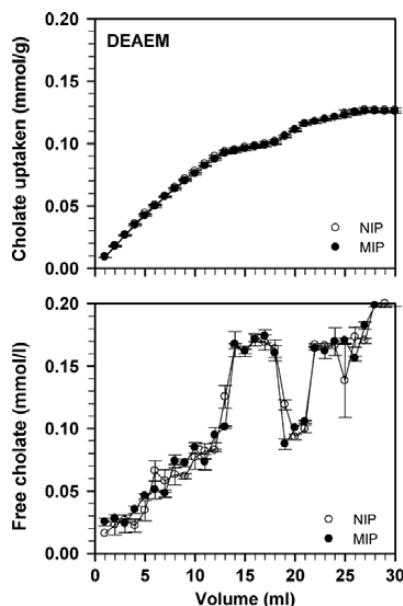 DEAEM
Cholate uptaken (mmol/g)
0.20
0.15
0.10
0.05
0.00
NIP
MIP
Free cholate (mmol/l)
0.20
0.15
0.10
0.05
0.00
NIP
MIP
0 5 10 15 20 25 30
Volume (ml)